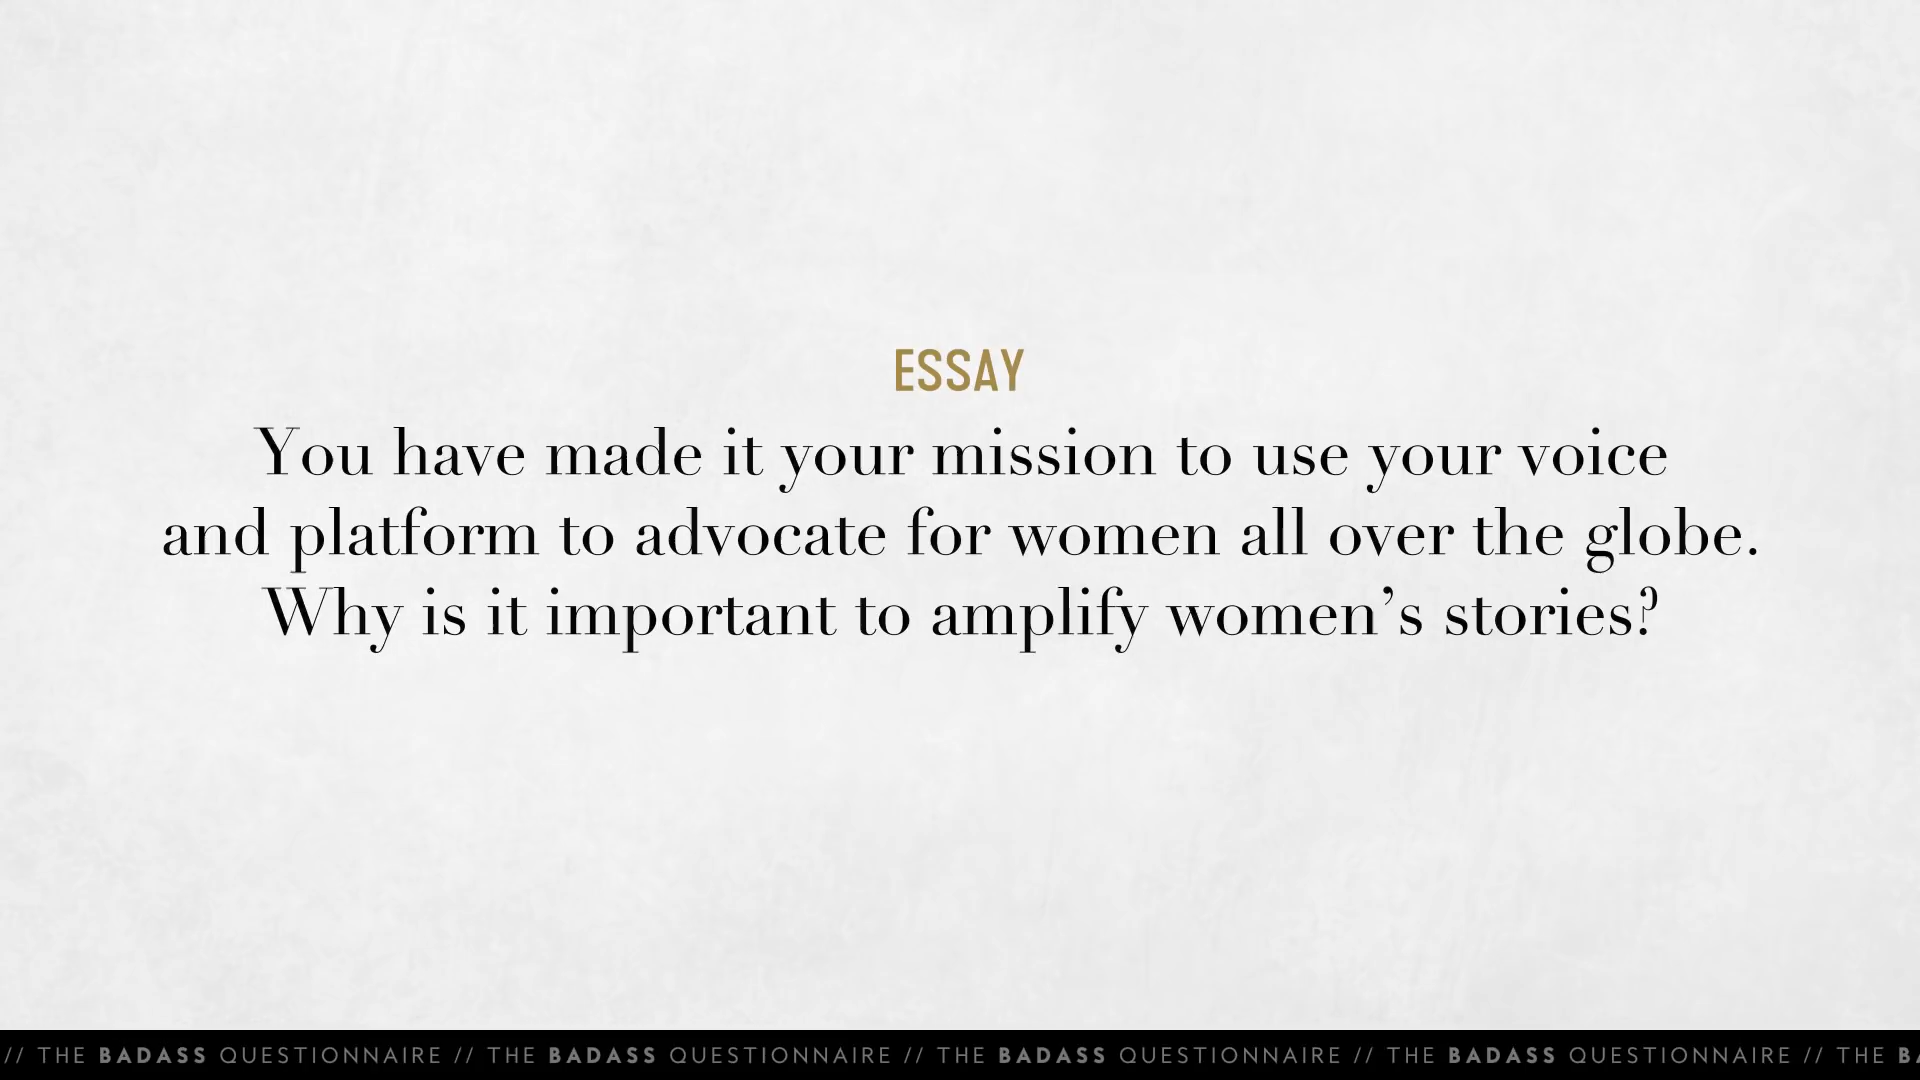 ESSAY
You have made it your mission to use your voice
and platform to advocate for women all over the globe.
Why is it important to amplify women’s stories?
// THE BADASS QUESTIONNAIRE // THE BADASS QUESTIONNAIRE // THE BADASS QUESTIONNAIRE // THE BADASS QUESTIONNAIRE // THE